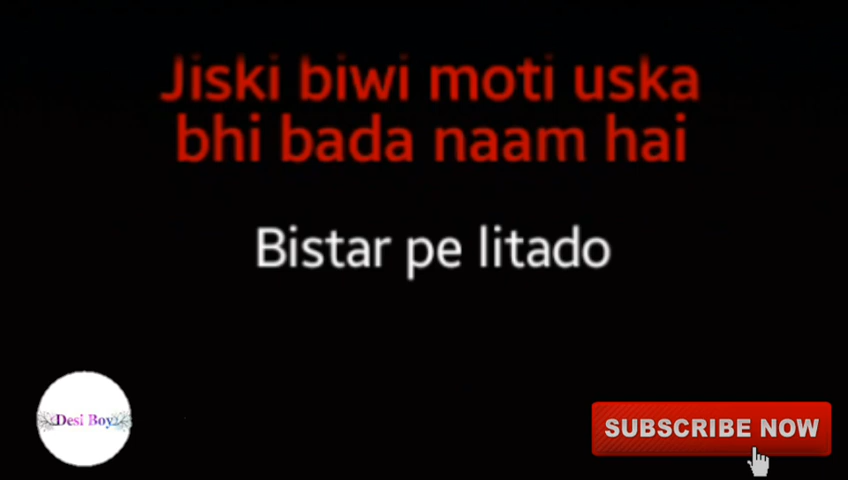 Jiski biwi moti uska
bhi bada naam hai
Bistar pe litado
Desi Boy
SUBSCRIBE NOW